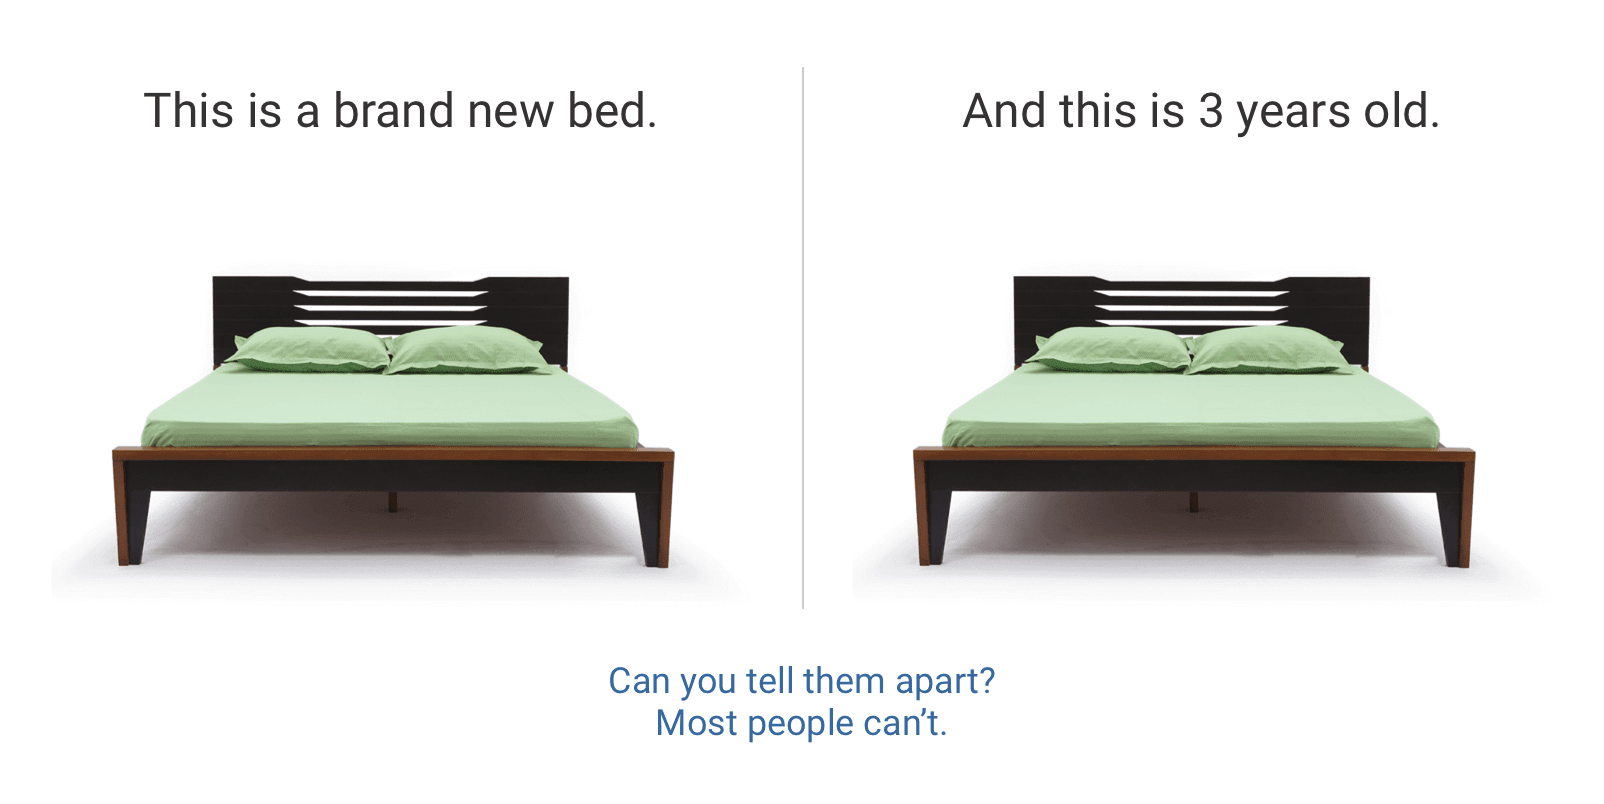 This is a brand new bed.
And this is 3 years old.
Can you tell them apart?
Most people can’t.